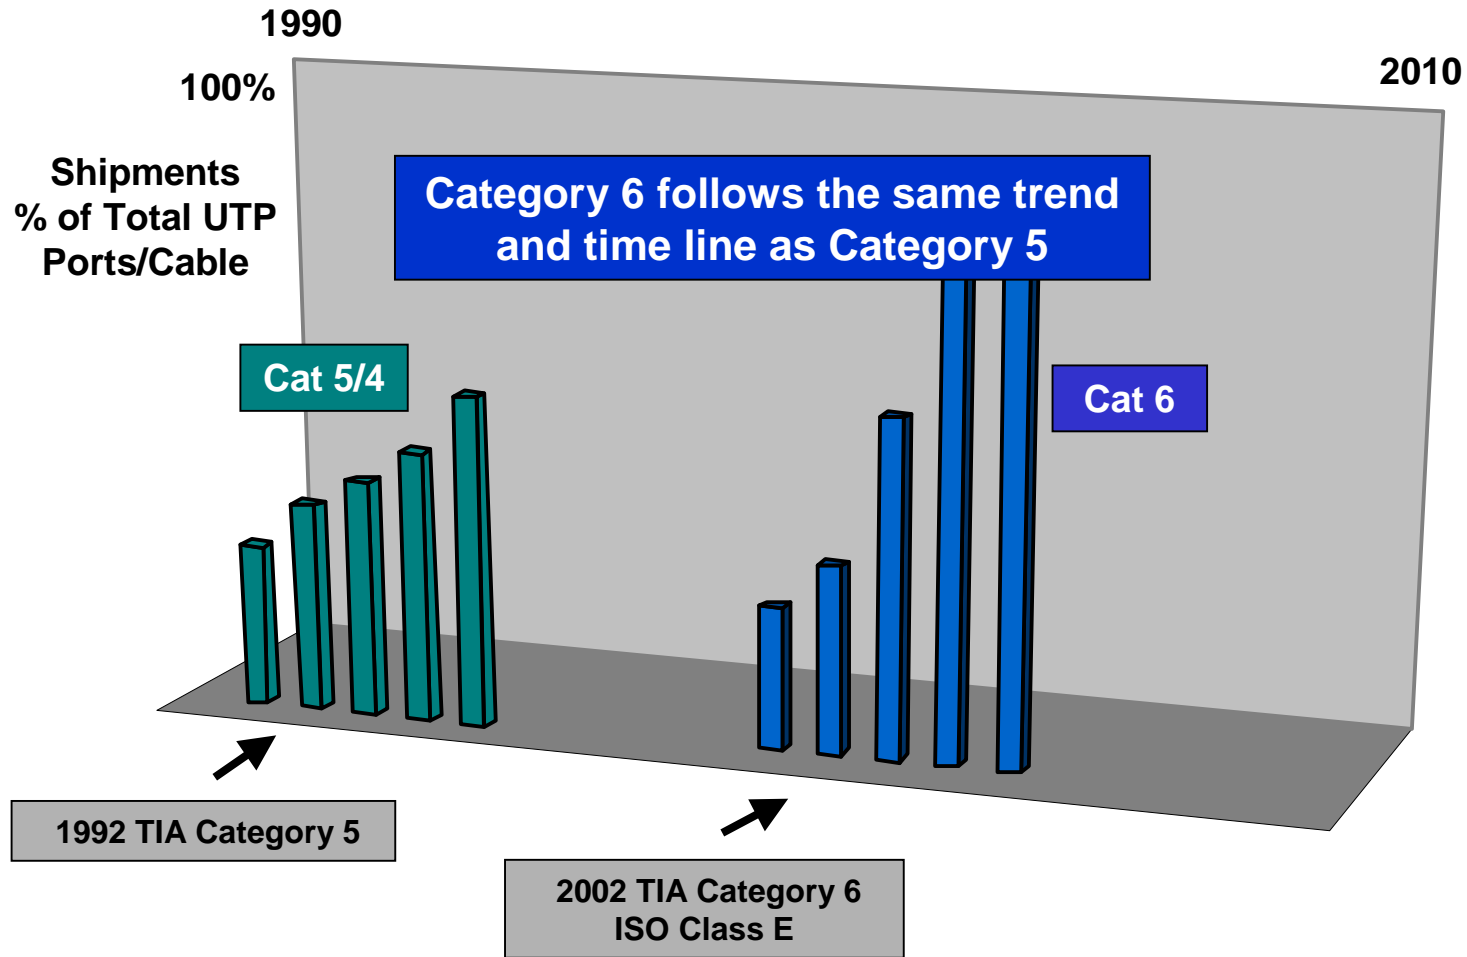 1990
2010
100%
Shipments
% of Total UTP
Ports/Cable
Category 6 follows the same trend
and time line as Category 5
Cat 5/4
Cat 6
1992 TIA Category 5
2002 TIA Category 6
ISO Class E